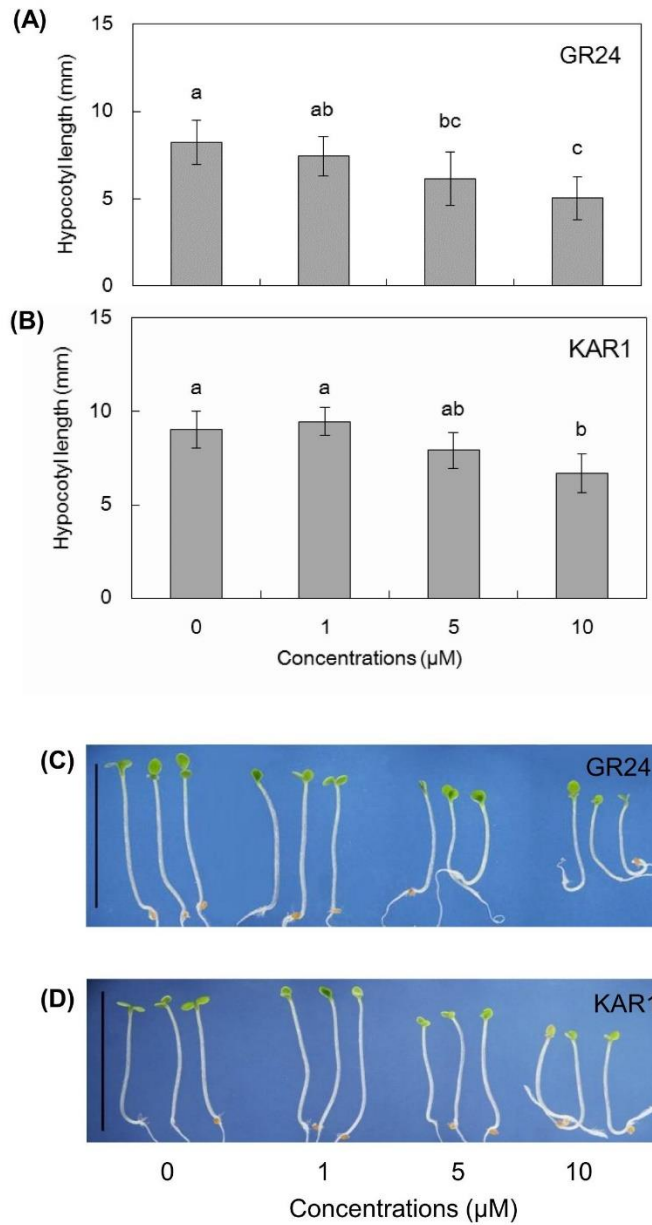 (A)
15
10
5
0
Hypocotyl length (mm)
GR24
a
ab
bc
c
(B)
15
10
5
0
Hypocotyl length (mm)
KAR1
a
a
ab
b
0 1 5 10
Concentrations (µM)
(C)
GR24
(D)
KAR1
0 1 5 10
Concentrations (µM)